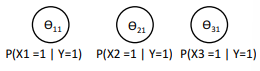 Θ11 Θ21 Θ31
P(X1 =1 | Y=1) P(X2 =1 | Y=1) P(X3 =1 | Y=1)